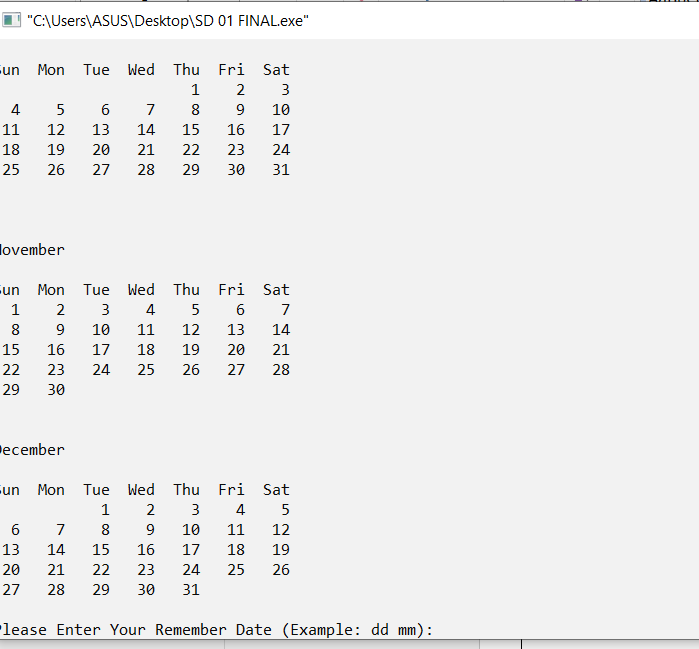 "C:\Users\ASUS\Desktop\SD 01 FINAL.exe"
Sun Mon Tue Wed Thu Fri Sat
1 2 3
4 5 6 7 8 9 10
11 12 13 14 15 16 17
18 19 20 21 22 23 24
25 26 27 28 29 30 31
November
Sun Mon Tue Wed Thu Fri Sat
1 2 3 4 5 6 7
8 9 10 11 12 13 14
15 16 17 18 19 20 21
22 23 24 25 26 27 28
29 30
December
Sun Mon Tue Wed Thu Fri Sat
1 2 3 4 5
6 7 8 9 10 11 12
13 14 15 16 17 18 19
20 21 22 23 24 25 26
27 28 29 30 31
Please Enter Your Remember Date (Example: dd mm):